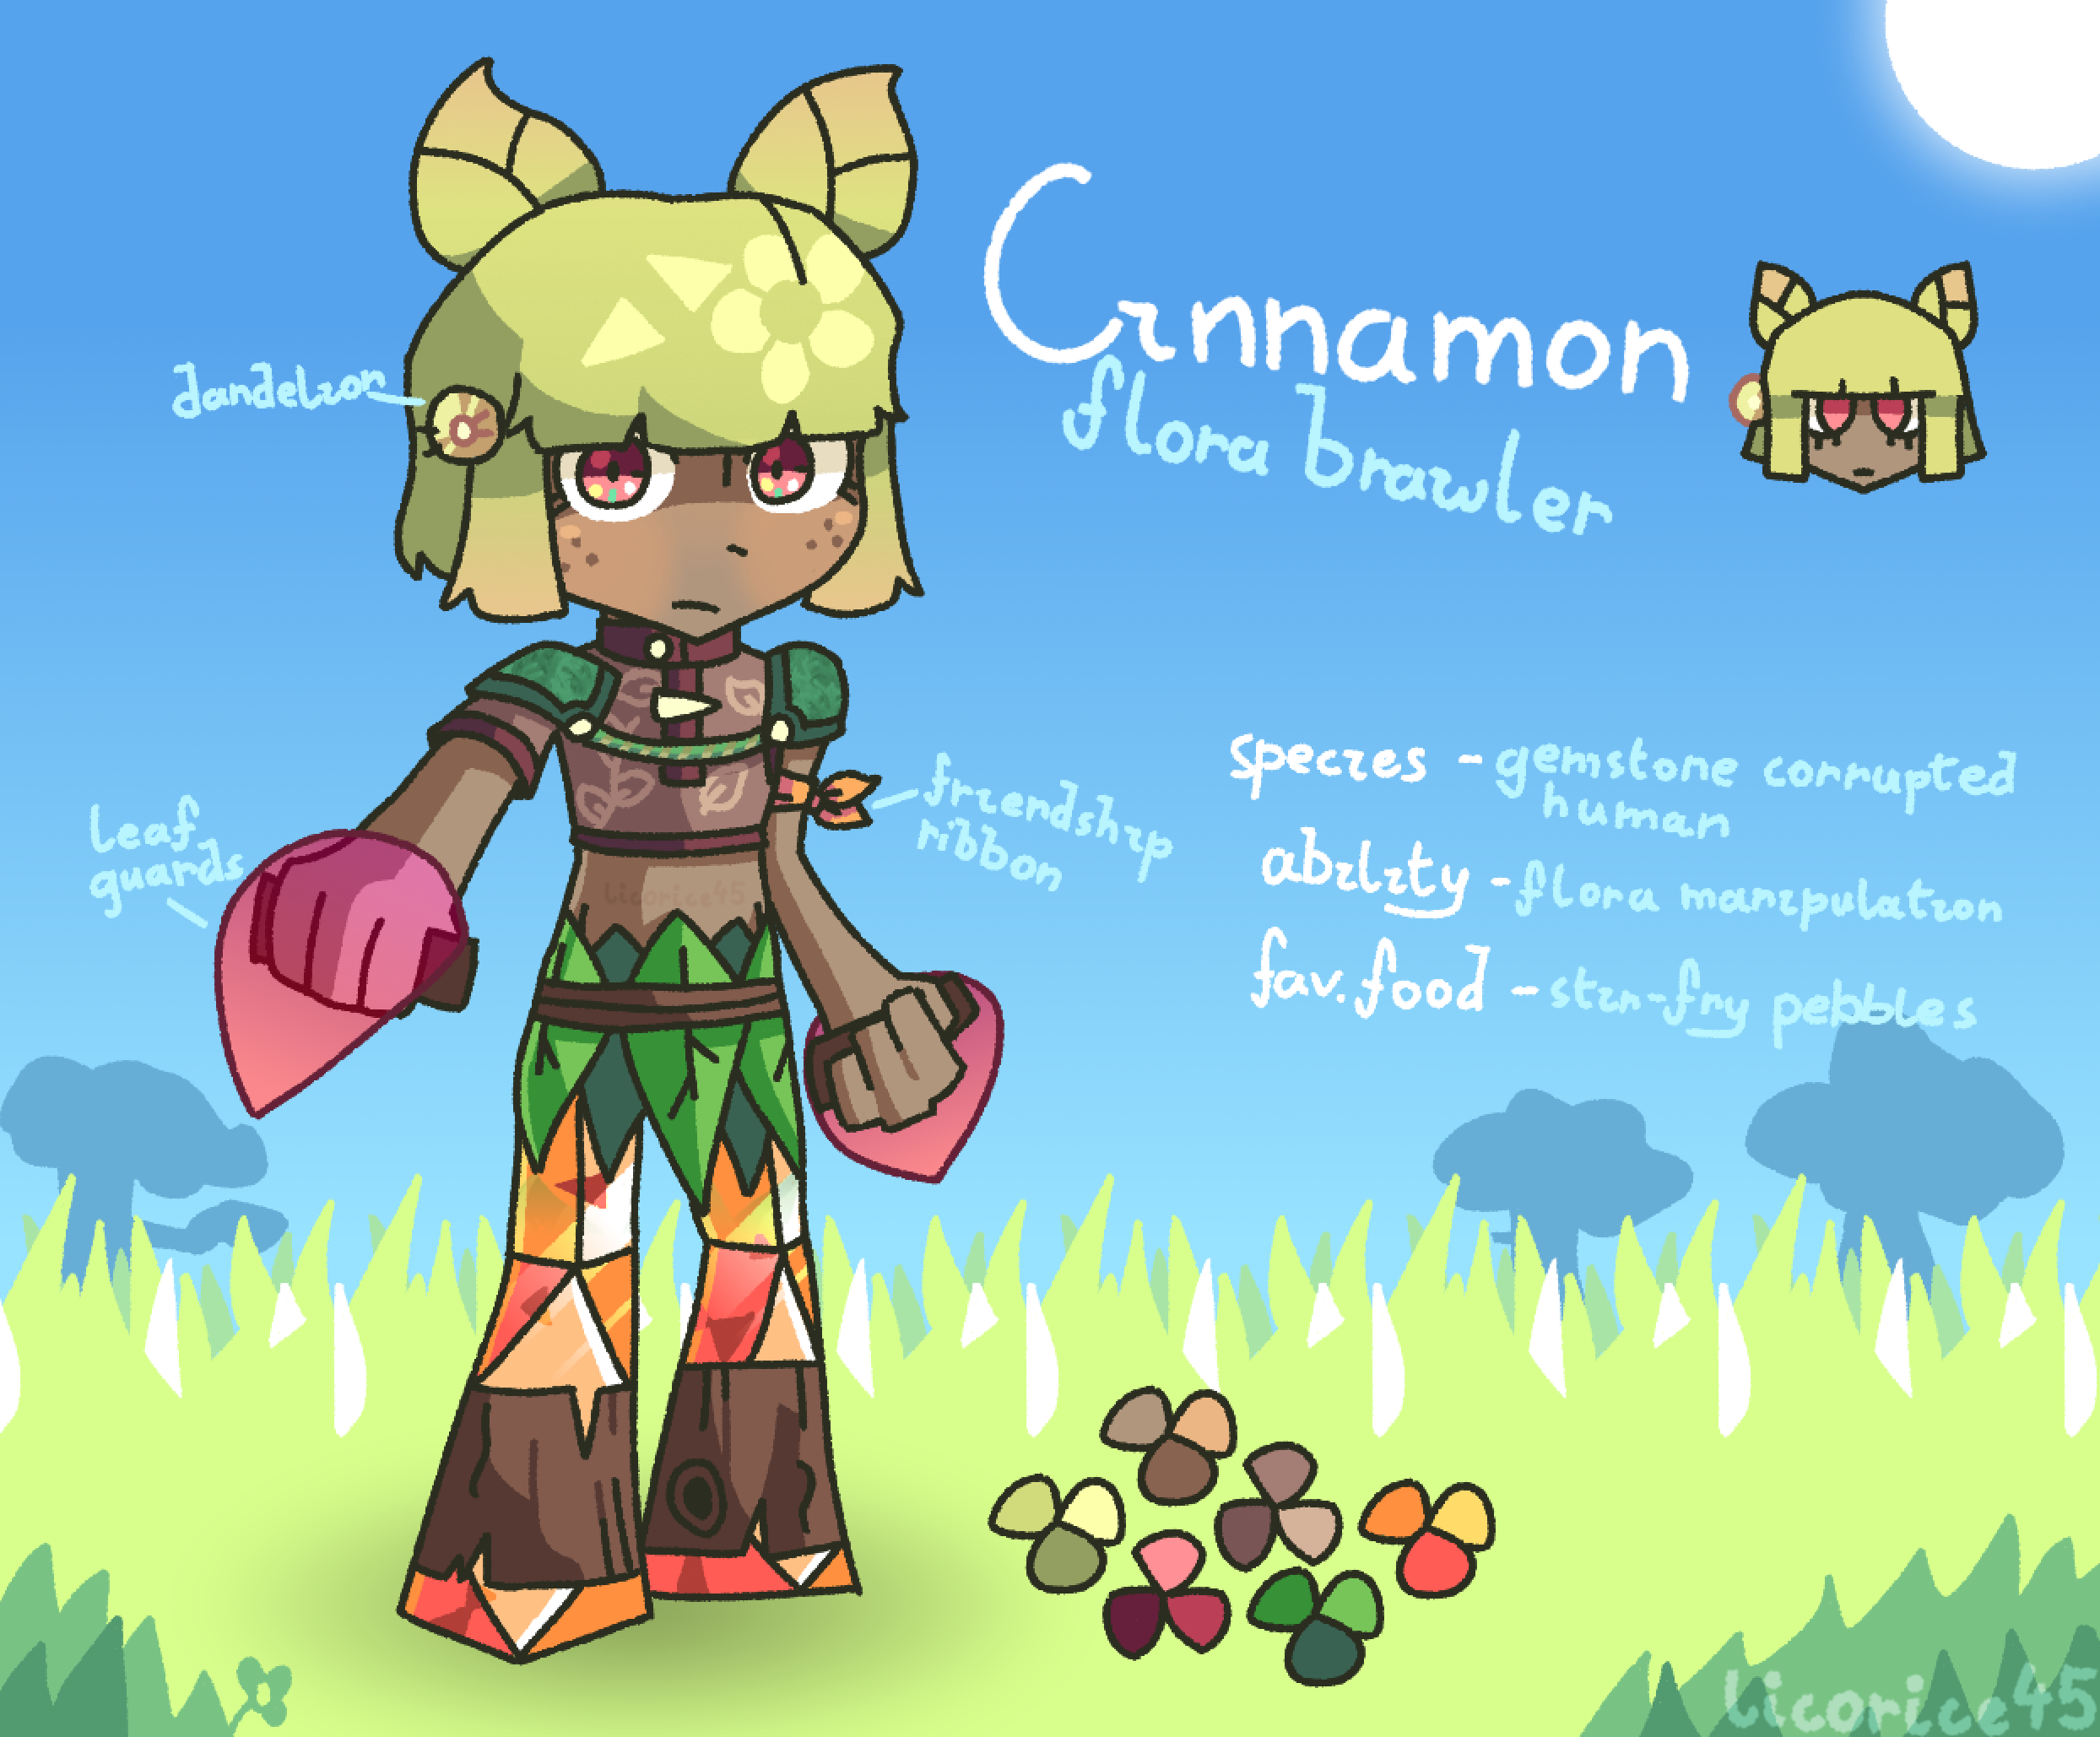 Cinnamon
flora brawler
dandelion
leaf
guards
friendship
ribbon
species - gemstone corrupted
human
ability - flora manipulation
fav. food - stir-fry pebbles
licorice45
licorice45